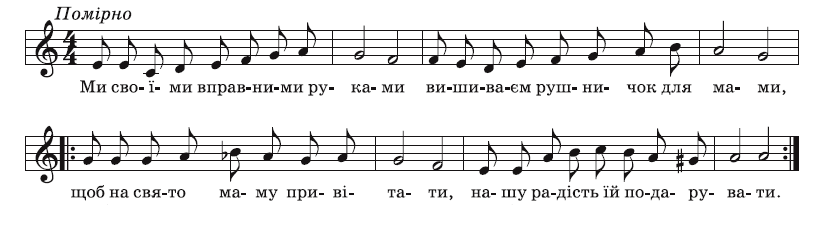 Помірно
4
4
Ми сво-ї- ми вправ-ни-ми ру- ка- ми ви-ши-ва-єм руш- ни- чок для ма- ми,
щоб на свя-то ма- му при- ві- та- ти, на- шу ра-дість їй по-да- ру- ва- ти.